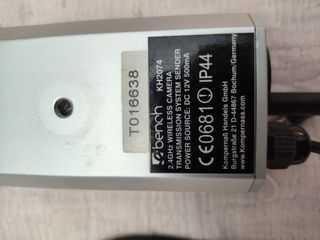 T016638
e-bench
KH2074
2.4GHz WIRELESS CAMERA
TRANSMISSION SYSTEM SENDER
POWER SOURCE: DC 12V 500mA
CE0681 IP44
Kompernaß Handels GmbH
Burgstraße 21 D-44867 Bochum/Germany
www.Kompernass.com